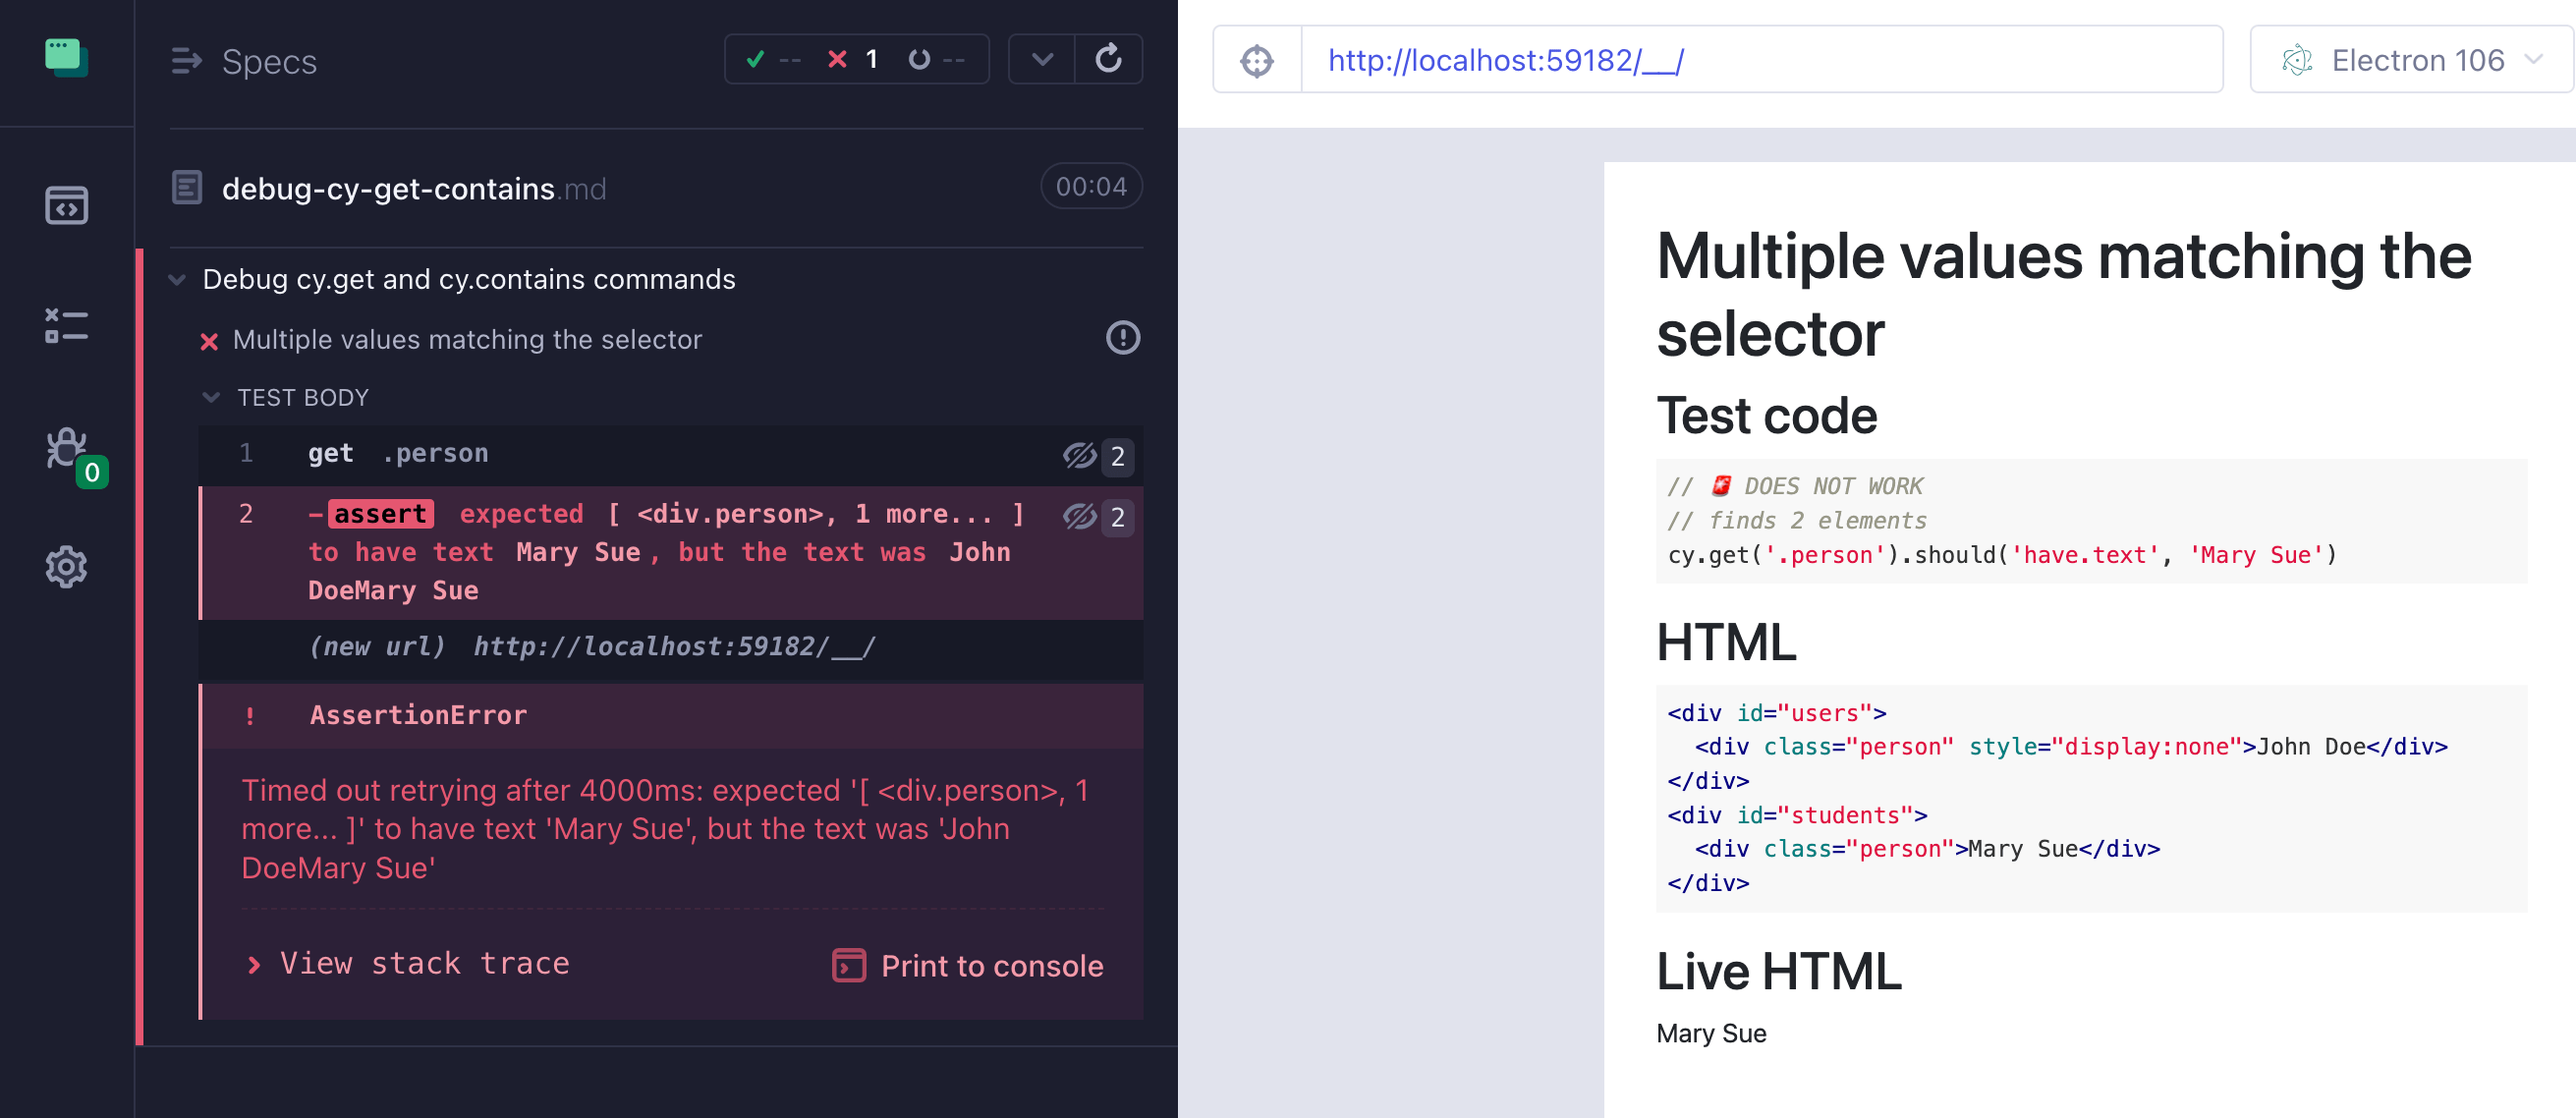 Specs
-- 1 --
debug-cy-get-contains.md
00:04
Debug cy.get and cy.contains commands
Multiple values matching the selector
TEST BODY
1 get .person 2
2 -assert expected [ <div.person>, 1 more... ] 2
to have text Mary Sue, but the text was John
DoeMary Sue
(new url) http://localhost:59182/__/
! AssertionError
Timed out retrying after 4000ms: expected '[ <div.person>, 1
more... ]' to have text 'Mary Sue', but the text was 'John
DoeMary Sue'
View stack trace
Print to console
0
http://localhost:59182/__/
Electron 106
Multiple values matching the
selector
Test code
// 🚨 DOES NOT WORK
// finds 2 elements
cy.get('.person').should('have.text', 'Mary Sue')
HTML
<div id="users">
  <div class="person" style="display:none">John Doe</div>
</div>
<div id="students">
  <div class="person">Mary Sue</div>
</div>
Live HTML
Mary Sue